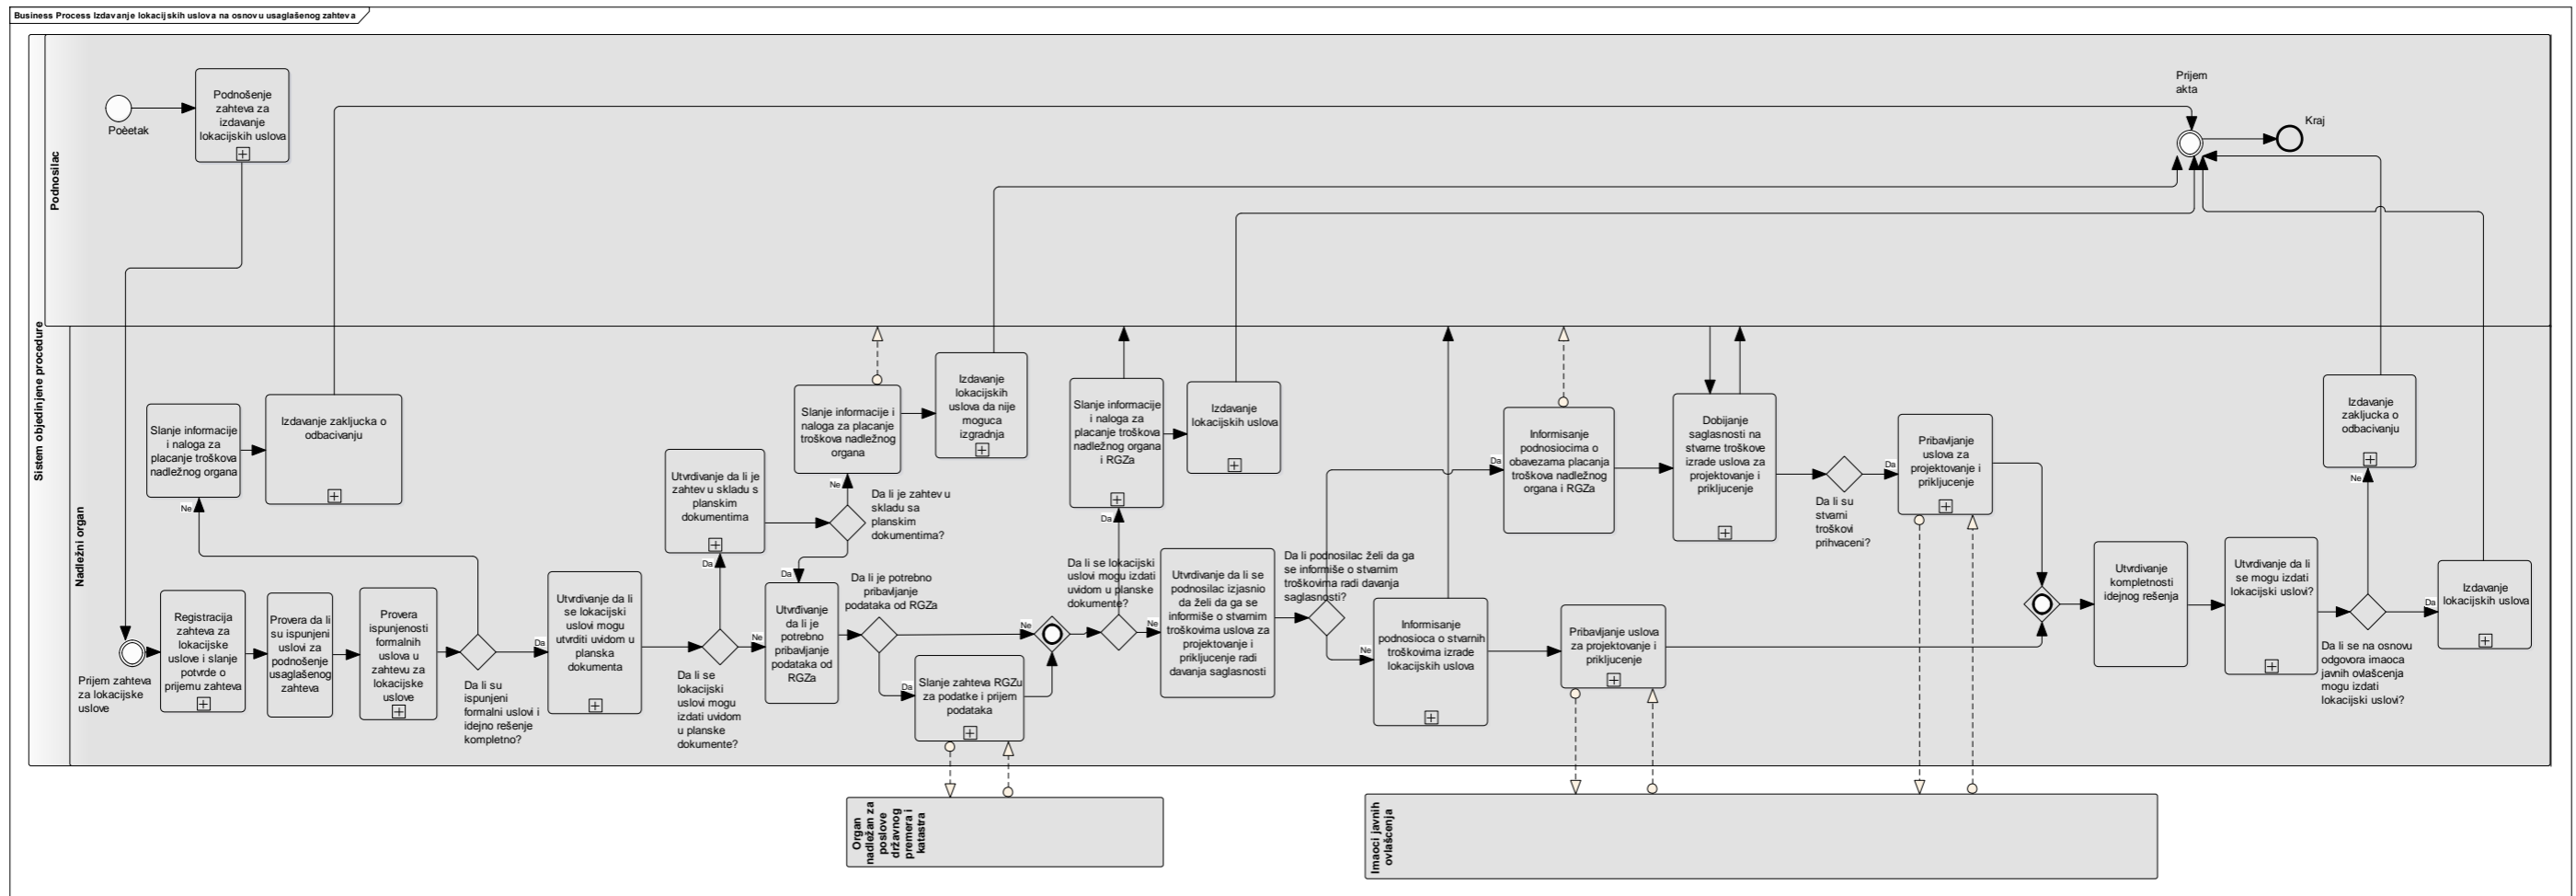 Business Process Izdavanje lokacijskih uslova na osnovu usaglašenog zahteva
Sistem objedinjene procedure
Podnosilac
Poèetak
Podnošenje
zahteva za
izdavanje
lokacijskih uslova
Prijem
akta
Kraj
Nadležni organ
Prijem zahteva
za lokacijske
uslove
Registracija
zahteva za
lokacijske
uslove i slanje
potvrde o
prijemu zahteva
Provera da li
su ispunjeni
uslovi za
podnošenje
usaglašenog
zahteva
Provera
ispunjenosti
formalnih
uslova u
zahtevu za
lokacijske
uslove
Da li su
ispunjeni
formalni uslovi i
idejno rešenje
kompletno?
Ne
Slanje informacije
i naloga za
placanje troškova
nadležnog organa
Izdavanje zakljucka o
odbacivanju
Da
Utvrdivanje da li
se lokacijski
uslovi mogu
utvrditi uvidom u
planska
dokumenta
Da li se
lokacijski
uslovi mogu
izdati uvidom
u planske
dokumente?
Da
Utvrdivanje da li je
zahtev u skladu s
planskim
dokumentima
Da li je zahtev u
skladu sa
planskim
dokumentima?
Ne
Slanje informacije i
naloga za placanje
troškova nadležnog
organa
Izdavanje
lokacijskih
uslova da nije
moguca
izgradnja
Da
Ne
Utvrđivanje
da li je
potrebno
pribavljanje
podataka od
RGZa
Da li je potrebno
pribavljanje
podataka od RGZa
Ne
Da
Slanje zahteva RGZu
za podatke i prijem
podataka
Da li se lokacijski
uslovi mogu izdati
uvidom u planske
dokumente?
Da
Slanje informacije
i naloga za
placanje troškova
nadležnog organa
i RGZa
Izdavanje
lokacijskih uslova
Ne
Utvrdivanje da li se
podnosilac izjasnio
da želi da ga se
informiše o stvarnim
troškovima uslova za
projektovanje i
prikljucenje radi
davanja saglasnosti
Da li podnosilac želi da ga
se informiše o stvarnim
troškovima radi davanja
saglasnosti?
Ne
Informisanje
podnosioca o stvarnih
troškovima izrade
lokacijskih uslova
Pribavljanje uslova
za projektovanje i
prikljucenje
Da
Informisanje
podnosiocima o
obavezama placanja
troškova nadležnog
organa i RGZa
Dobijanje
saglasnosti na
stvarne troškove
izrade uslova za
projektovanje i
prikljucenje
Da li su
stvarni
troškovi
prihvaceni?
Da
Pribavljanje
uslova za
projektovanje i
prikljucenje
Utvrdivanje
kompletnosti
idejnog rešenja
Utvrdivanje da li
se mogu izdati
lokacijski uslovi?
Da li se na osnovu
odgovora imaoca
javnih ovlašcenja
mogu izdati
lokacijski uslovi?
Ne
Izdavanje
zakljucka o
odbacivanju
Da
Izdavanje
lokacijskih uslova
Organ
nadležan za
poslove
državnog
premera i
katastra
Imaoci javnih
ovlašcenja